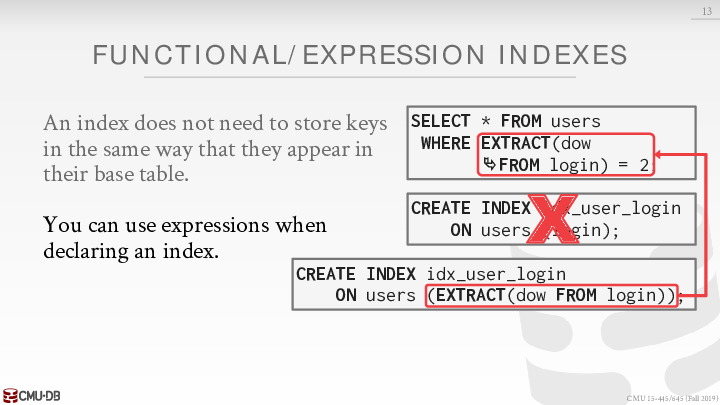 13
FUNCTIONAL/EXPRESSION INDEXES
An index does not need to store keys
in the same way that they appear in
their base table.
You can use expressions when
declaring an index.
SELECT * FROM users
WHERE EXTRACT(dow
FROM login) = 2
CREATE INDEX _user_login
ON users
CREATE INDEX idx_user_login
ON users (EXTRACT(dow FROM login));
CMU·DB
CMU 15-445/645 (Fall 2019)